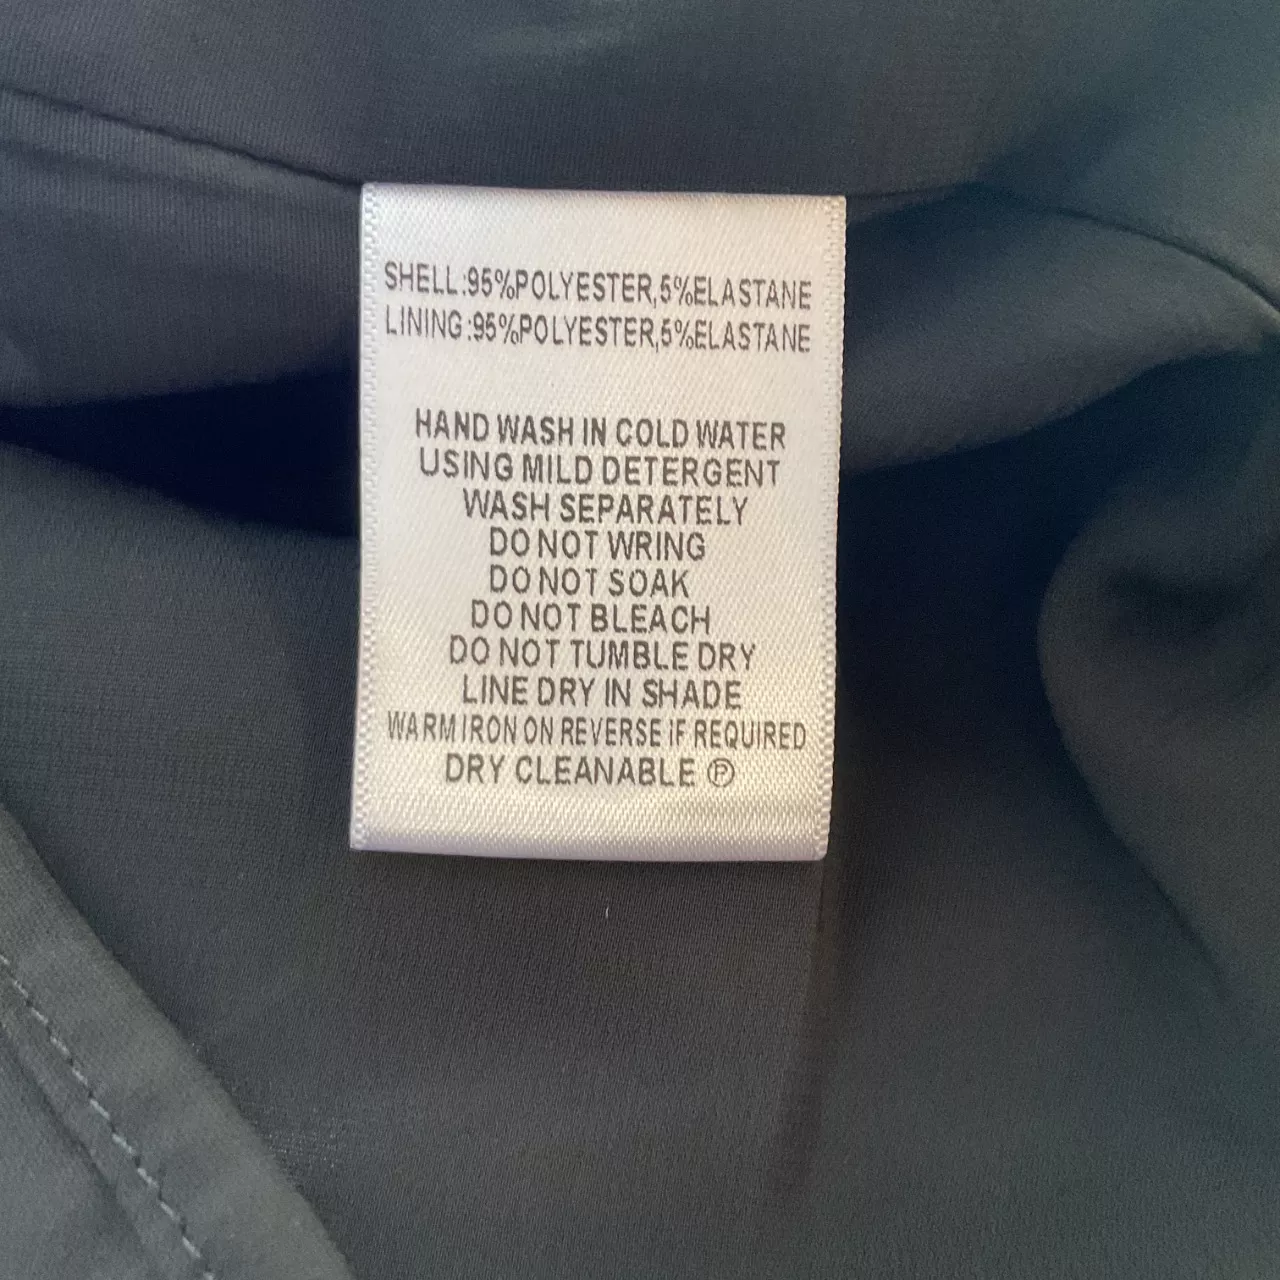 SHELL:95%POLYESTER,5%ELASTANE
LINING:95%POLYESTER,5%ELASTANE
HAND WASH IN COLD WATER
USING MILD DETERGENT
WASH SEPARATELY
DO NOT WRING
DO NOT SOAK
DO NOT BLEACH
DO NOT TUMBLE DRY
LINE DRY IN SHADE
WARM IRON ON REVERSE IF REQUIRED
DRY CLEANABLE Ⓟ